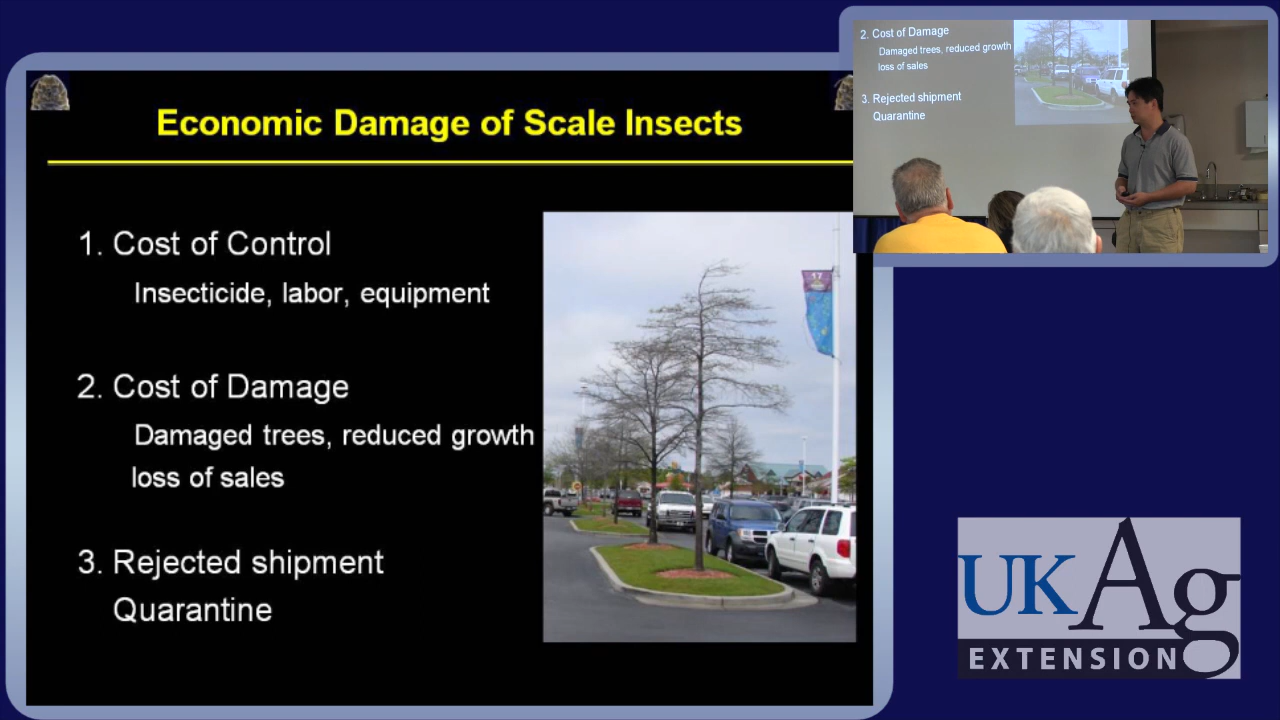 Economic Damage of Scale Insects
1. Cost of Control
Insecticide, labor, equipment
2. Cost of Damage
Damaged trees, reduced growth
loss of sales
3. Rejected shipment
Quarantine
17
2. Cost of Damage
Damaged trees, reduced growth
loss of sales
3. Rejected shipment
Quarantine
UKAg
EXTENSION